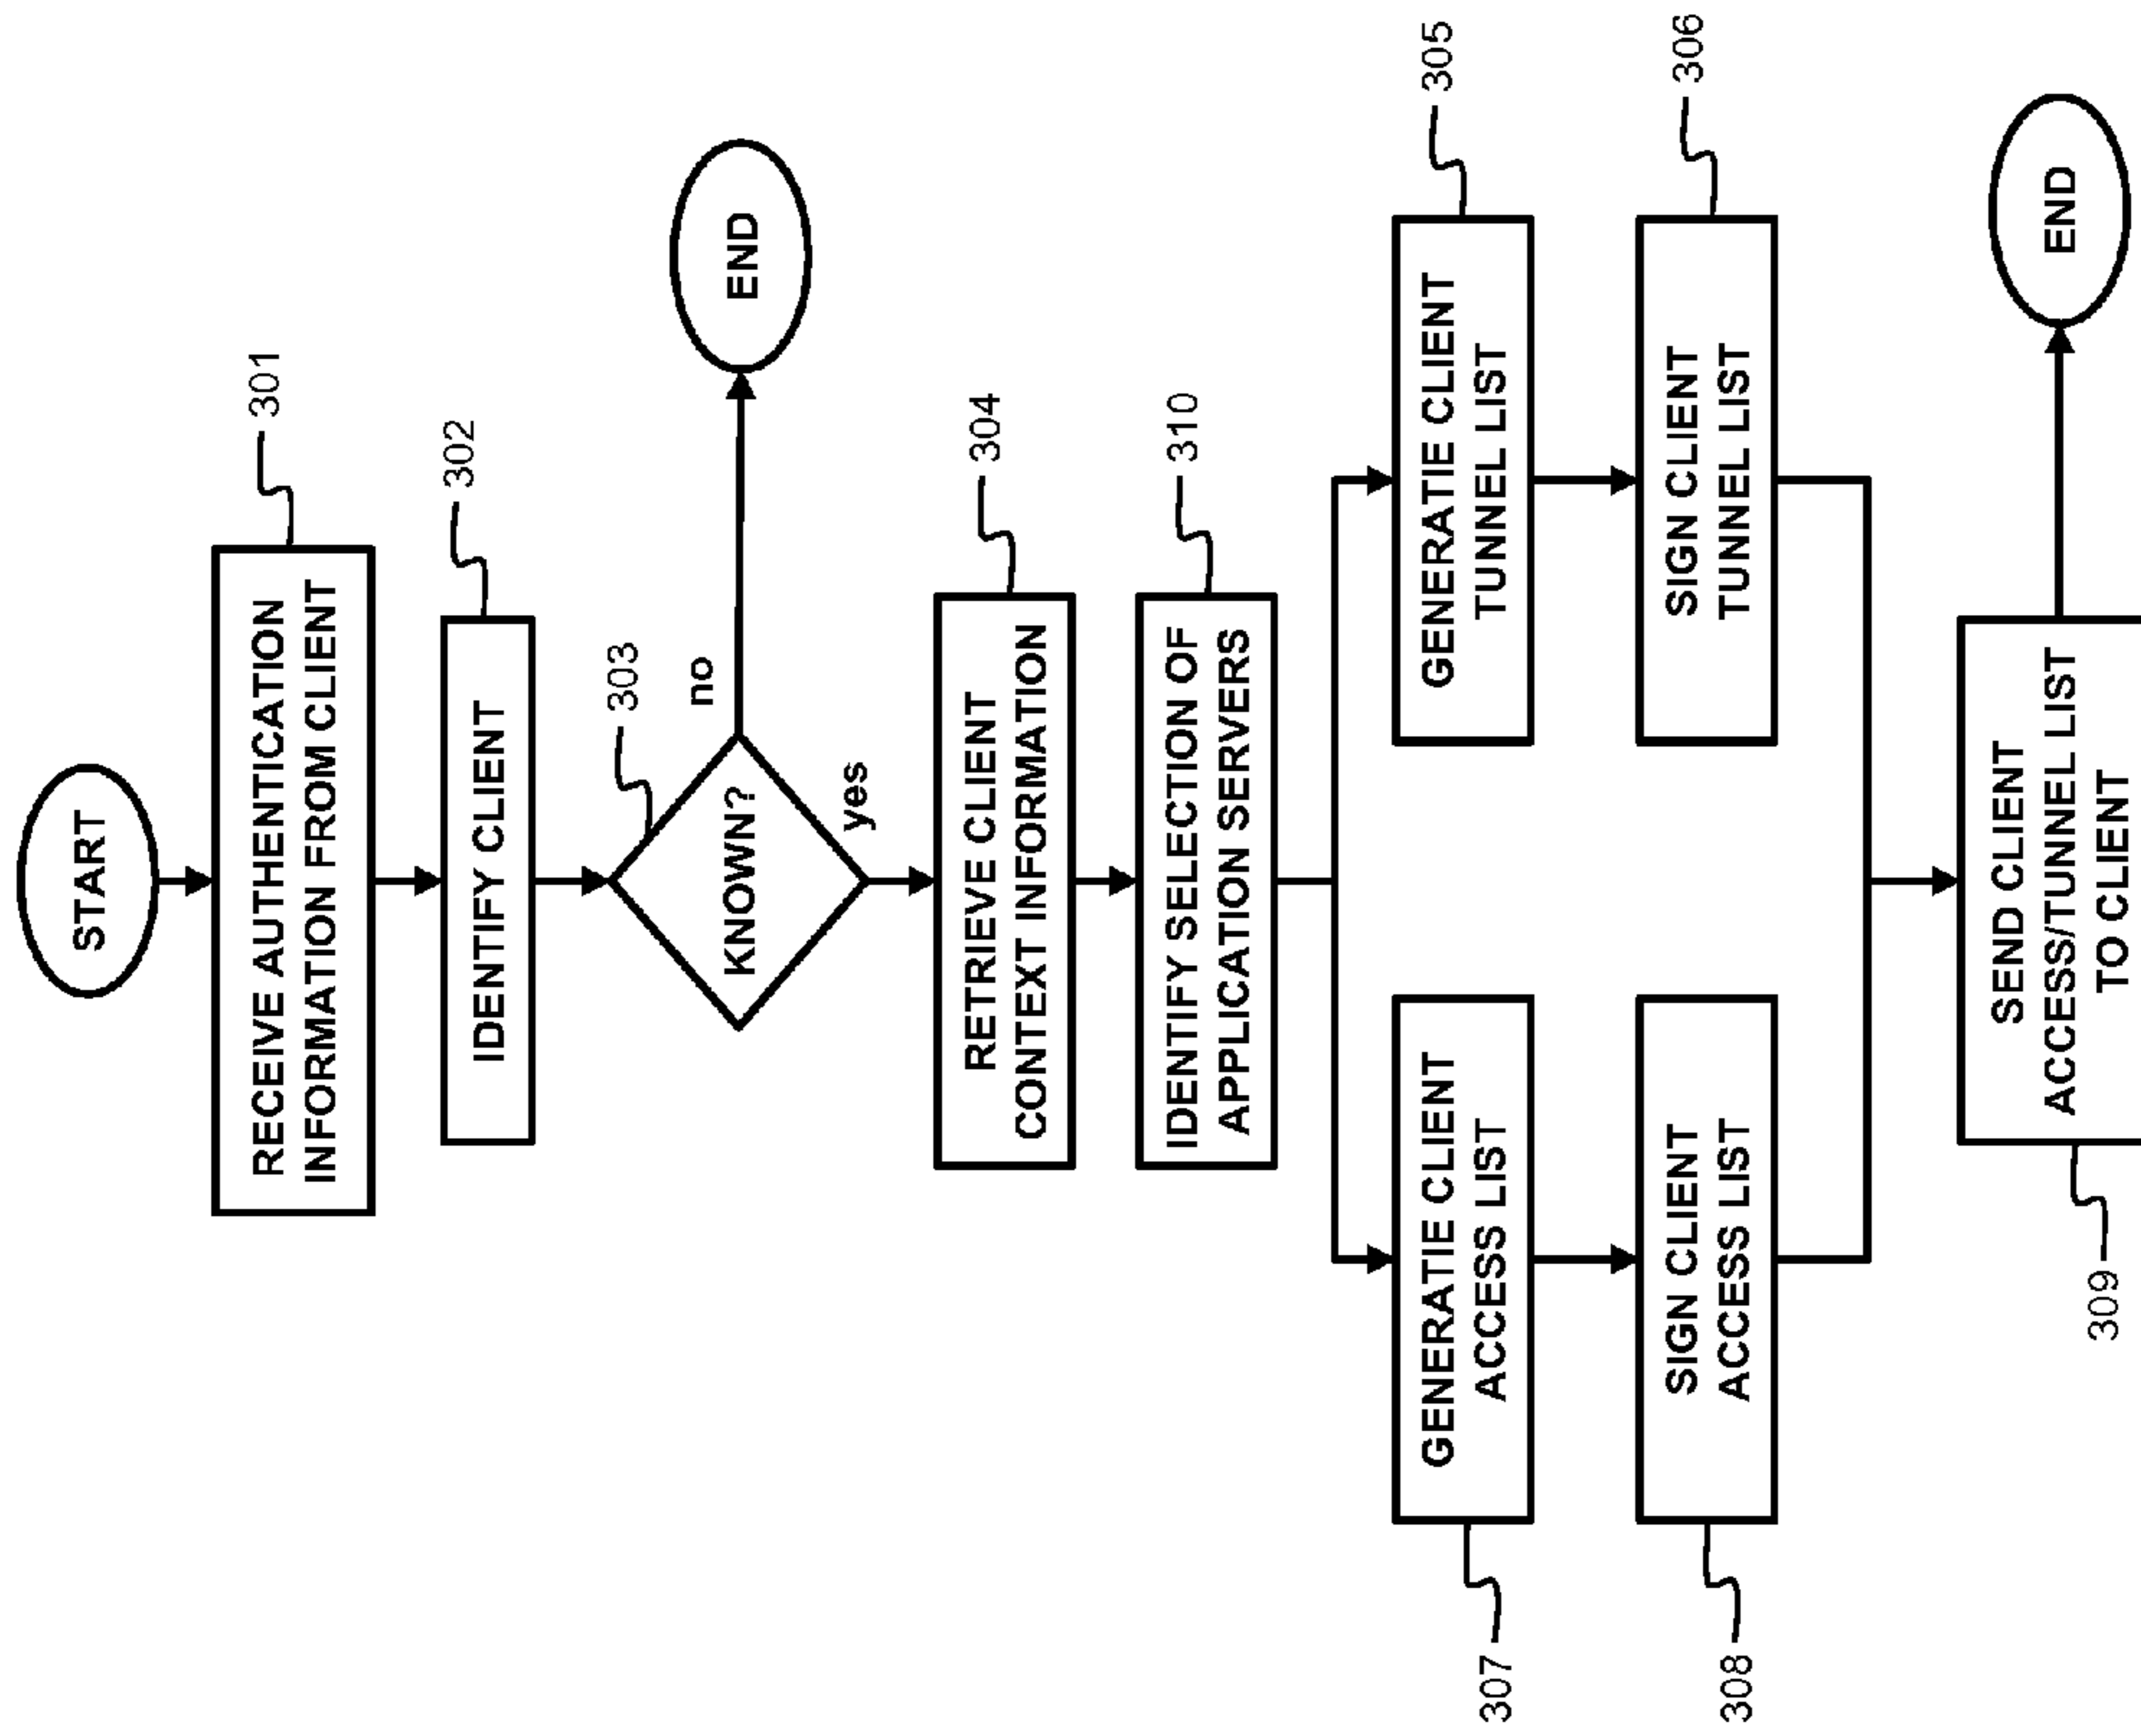 START
RECEIVE AUTHENTICATION
INFORMATION FROM CLIENT
301
IDENTIFY CLIENT
302
303
KNOWN?
no
END
yes
RETRIEVE CLIENT
CONTEXT INFORMATION
304
IDENTIFY SELECTION OF
APPLICATION SERVERS
310
GENERATIE CLIENT
ACCESS LIST
307
GENERATIE CLIENT
TUNNEL LIST
305
SIGN CLIENT
ACCESS LIST
308
SIGN CLIENT
TUNNEL LIST
306
SEND CLIENT
ACCESS/TUNNEL LIST
TO CLIENT
309
END